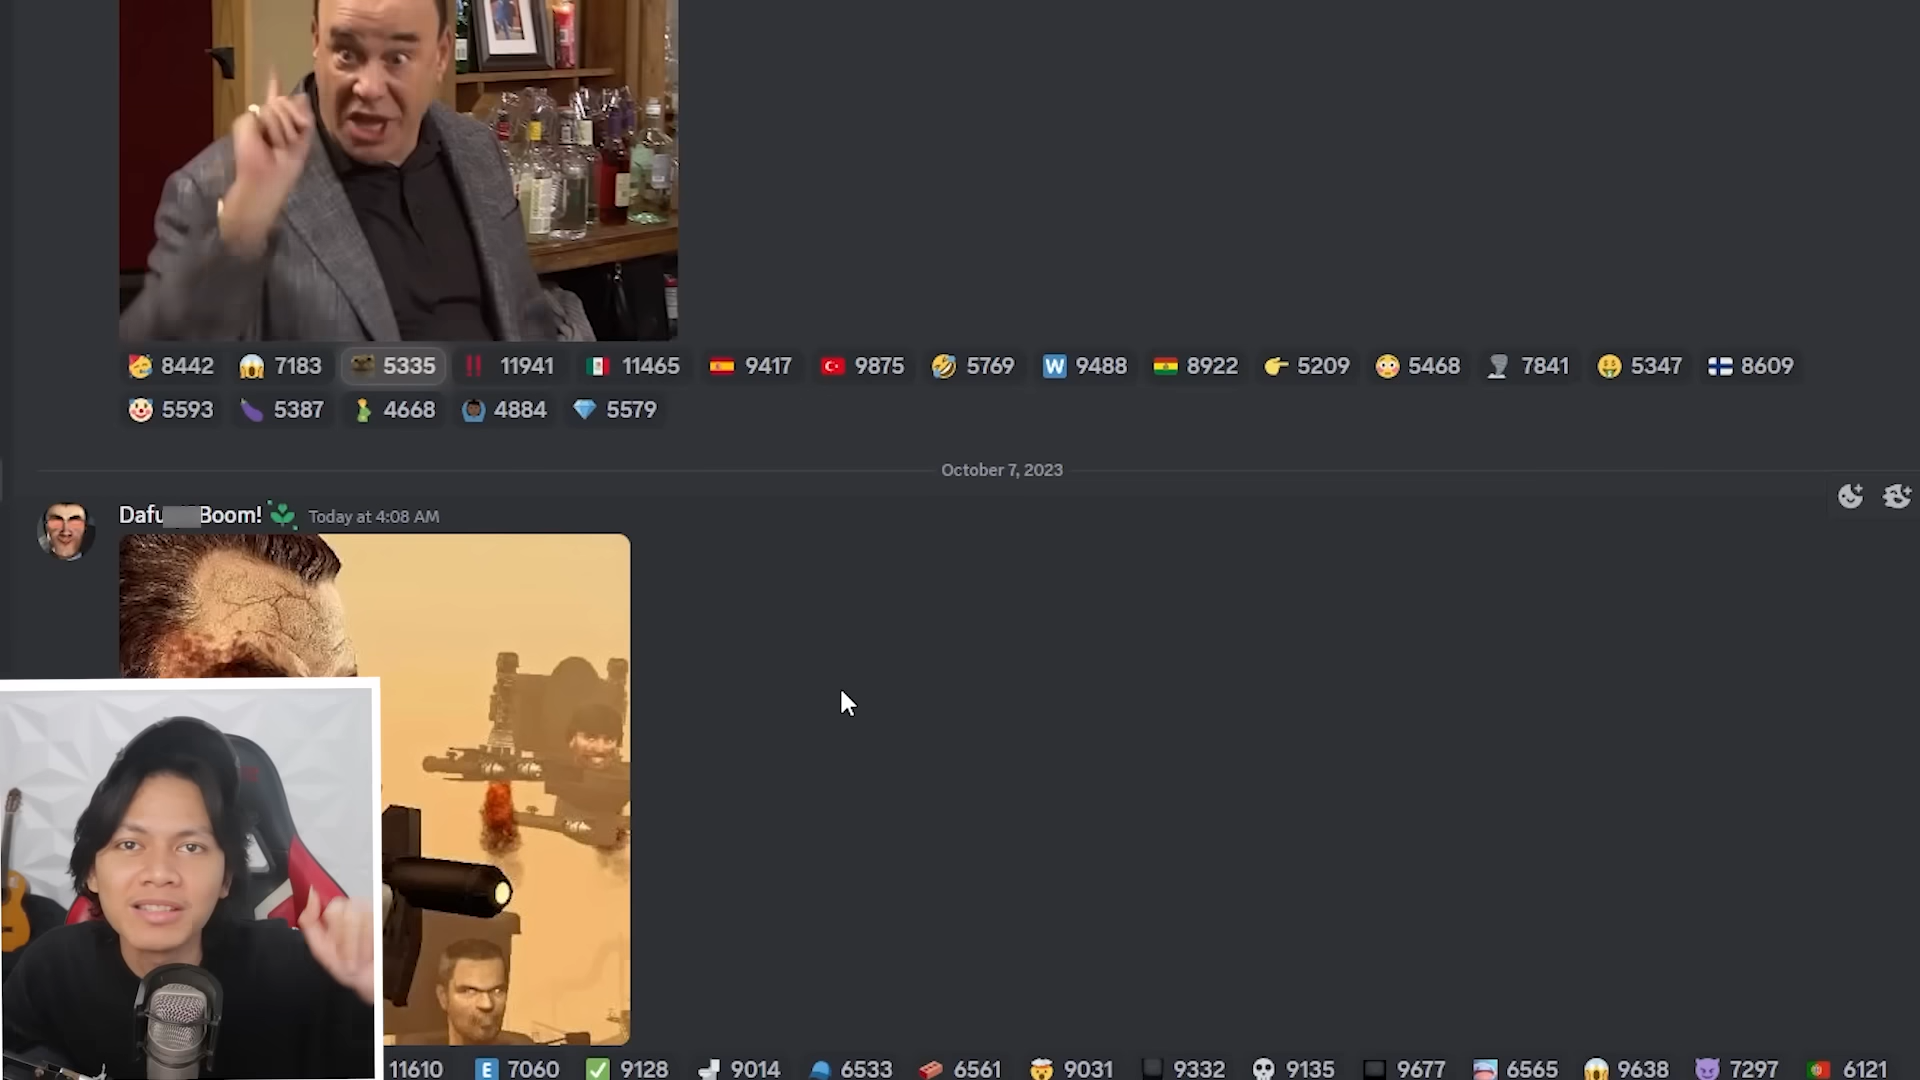 8442 7183 5335 11941 11465 9417 9875 5769 W 9488 8922 5209 5468 7841 5347 8609
5593 5387 4668 4884 5579
October 7, 2023
Dafu Boom! Today at 4:08 AM
11610 E 7060 9128 9014 6533 6561 9031 9332 9135 9677 6565 9638 7297 6121